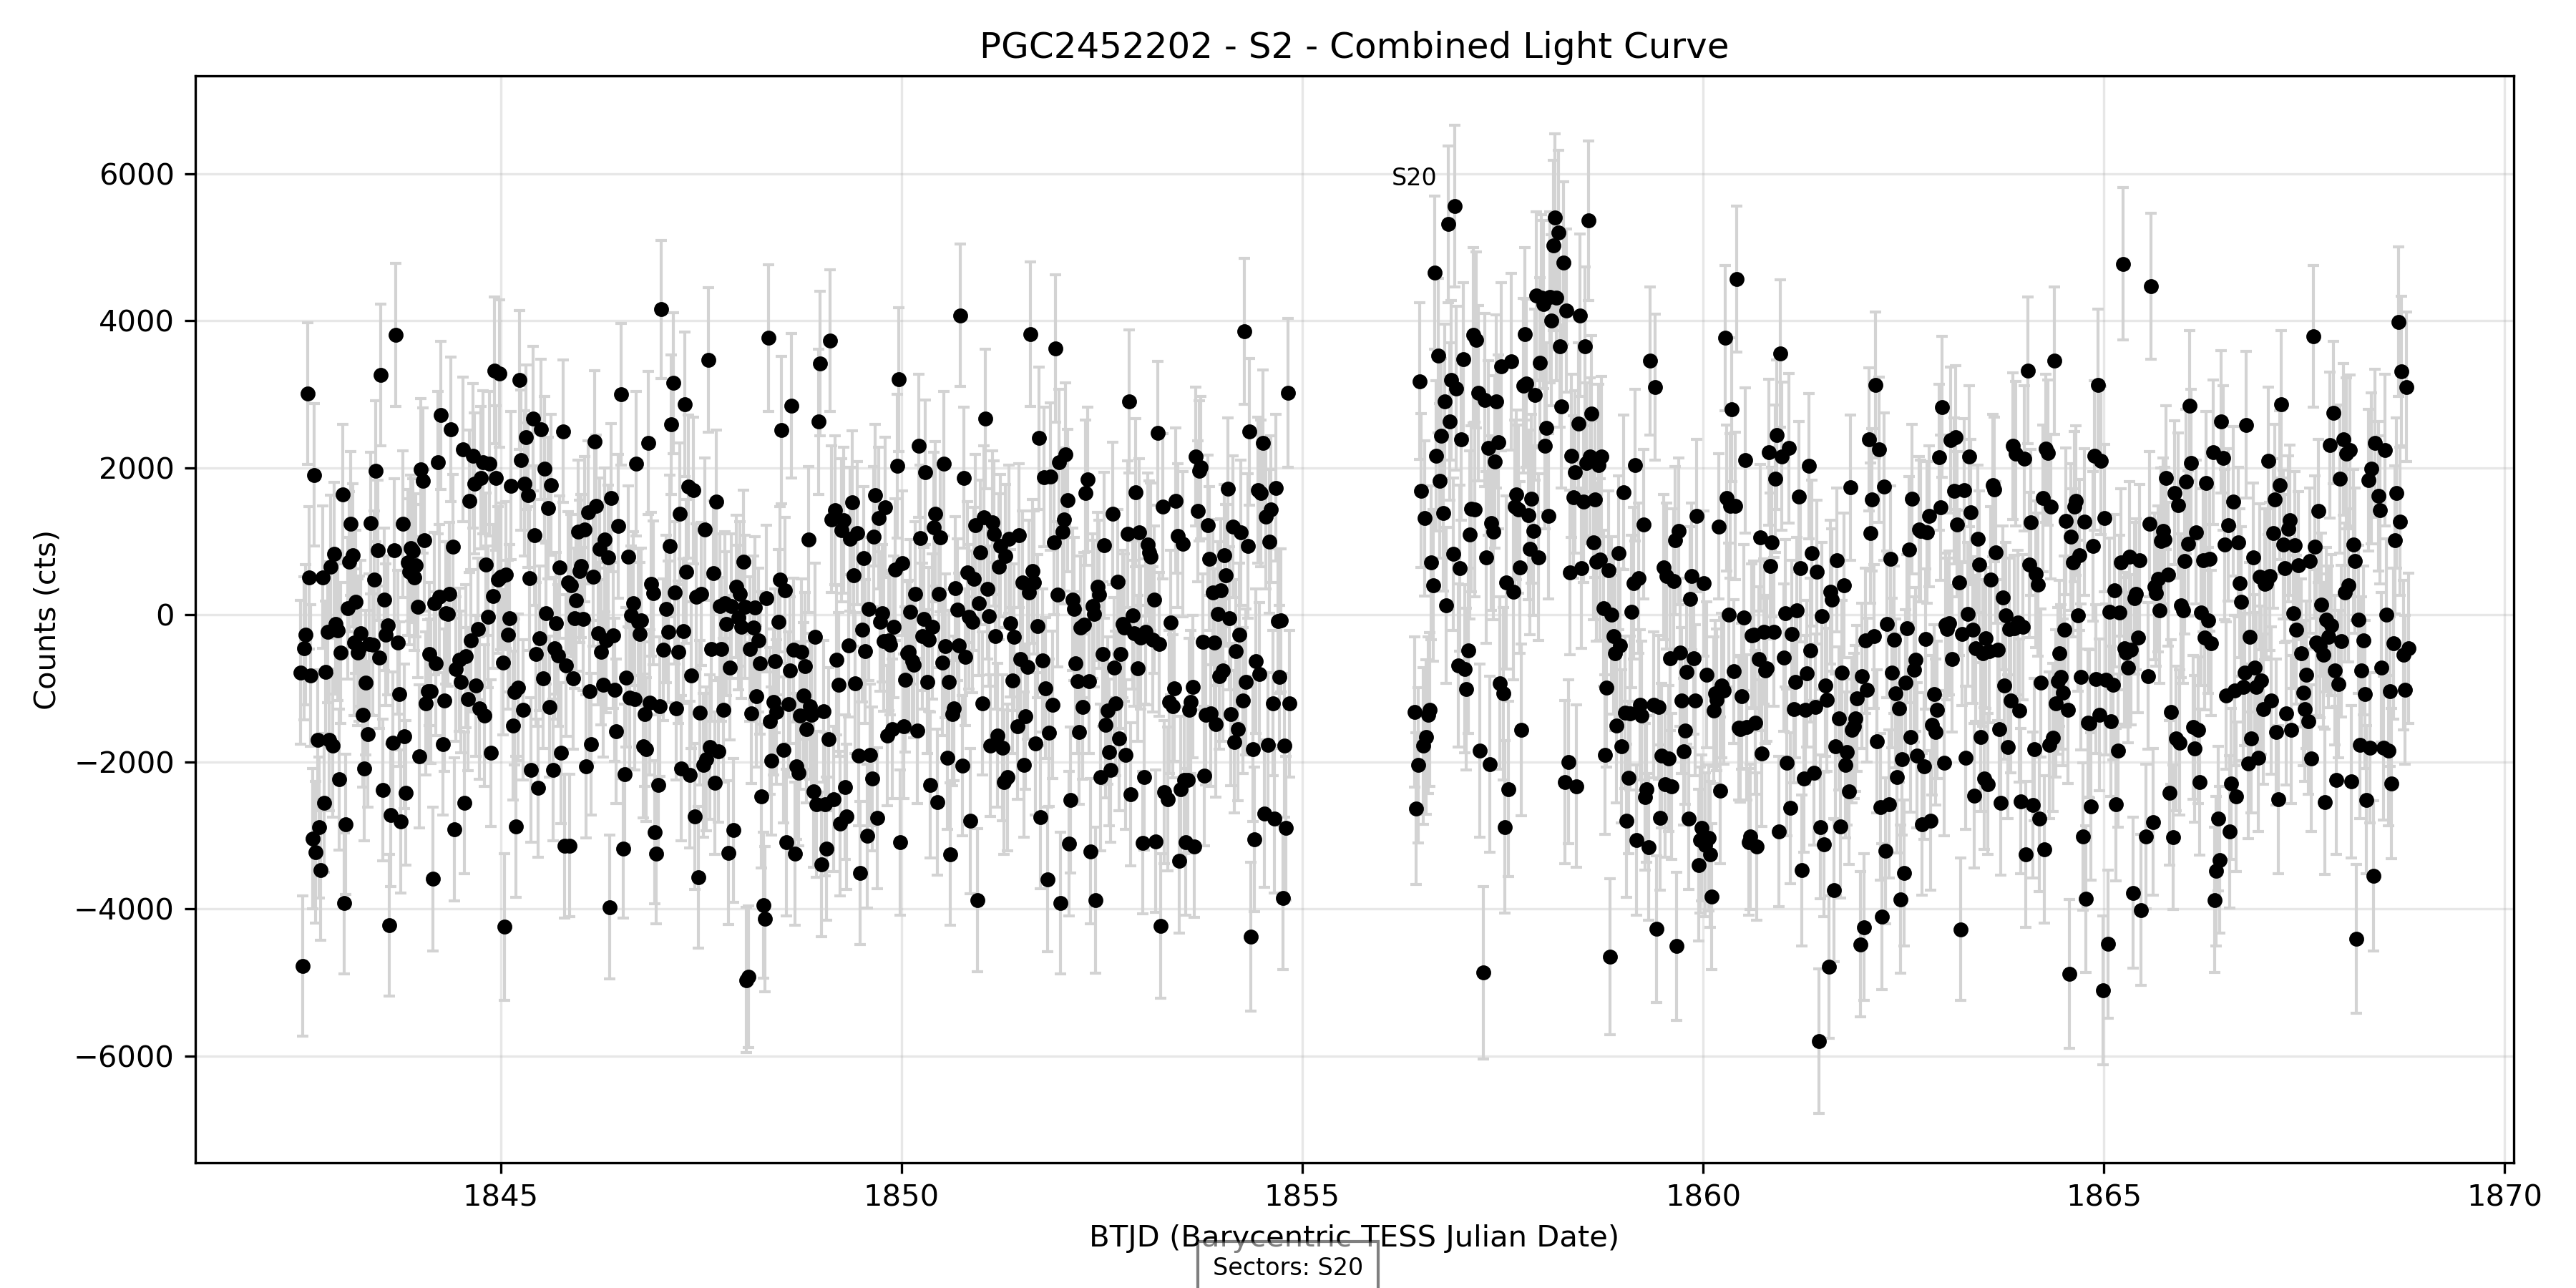 PGC2452202 - S2 - Combined Light Curve
6000
4000
2000
0
−2000
−4000
−6000
Counts (cts)
S20
1845
1850
1855
1860
1865
1870
BTJD (Barycentric TESS Julian Date)
Sectors: S20